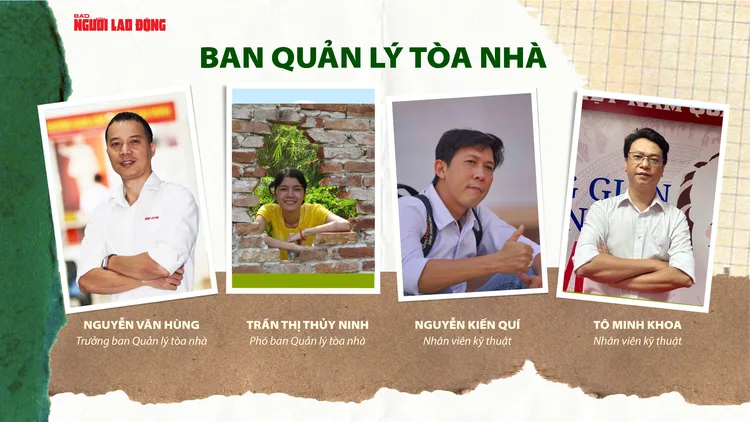 BÁO
NGƯỜI LAO ĐỘNG
BAN QUẢN LÝ TÒA NHÀ
NGUYỄN VĂN HÙNG
Trưởng ban Quản lý tòa nhà
TRẦN THỊ THỦY NINH
Phó ban Quản lý tòa nhà
NGUYỄN KIẾN QUÍ
Nhân viên kỹ thuật
TÔ MINH KHOA
Nhân viên kỹ thuật